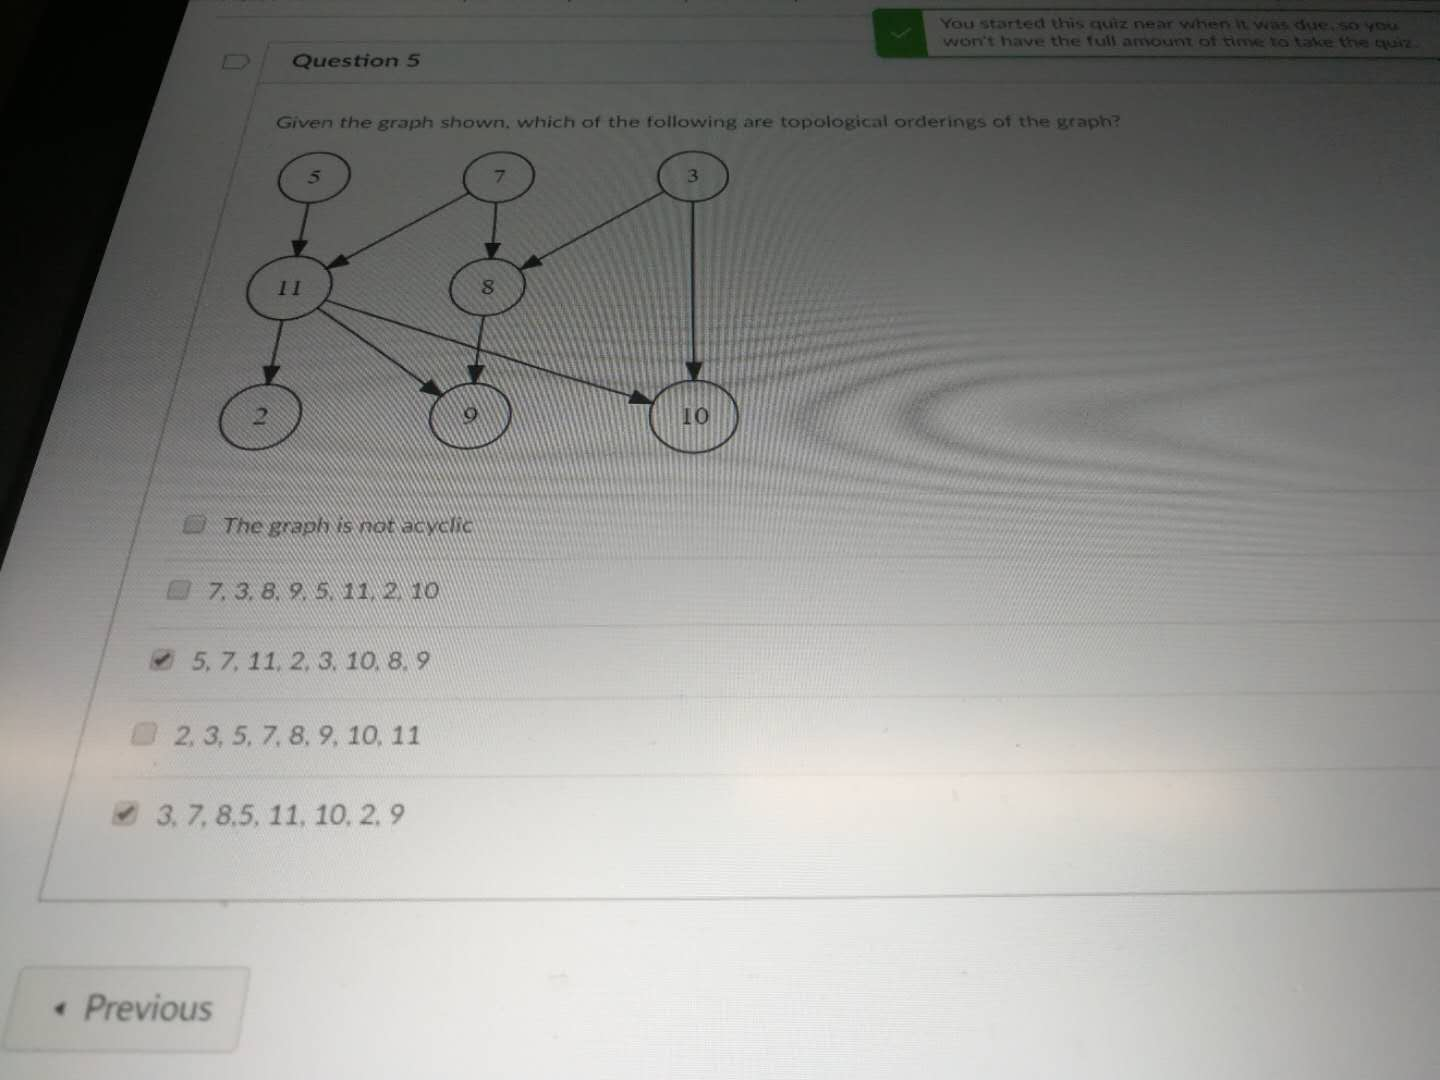 You started this quiz near when it was due, so you
won't have the full amount of time to take the quiz.
Question 5
Given the graph shown, which of the following are topological orderings of the graph?
5
7
3
11
8
2
9
10
The graph is not acyclic
7, 3, 8, 9, 5, 11, 2, 10
5, 7, 11, 2, 3, 10, 8, 9
2, 3, 5, 7, 8, 9, 10, 11
3, 7, 8,5, 11, 10, 2, 9
Previous